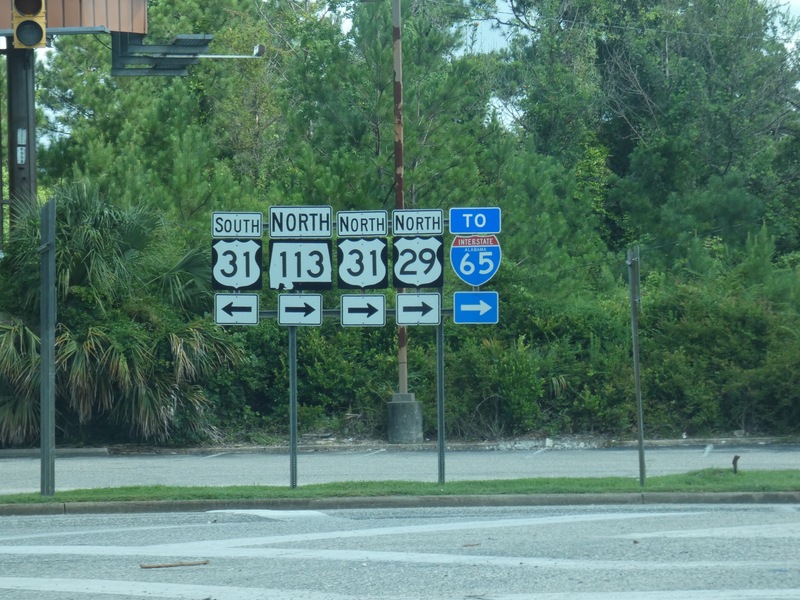 SOUTH NORTH NORTH NORTH TO
31 113 31 29 INTERSTATE
ALABAMA
65